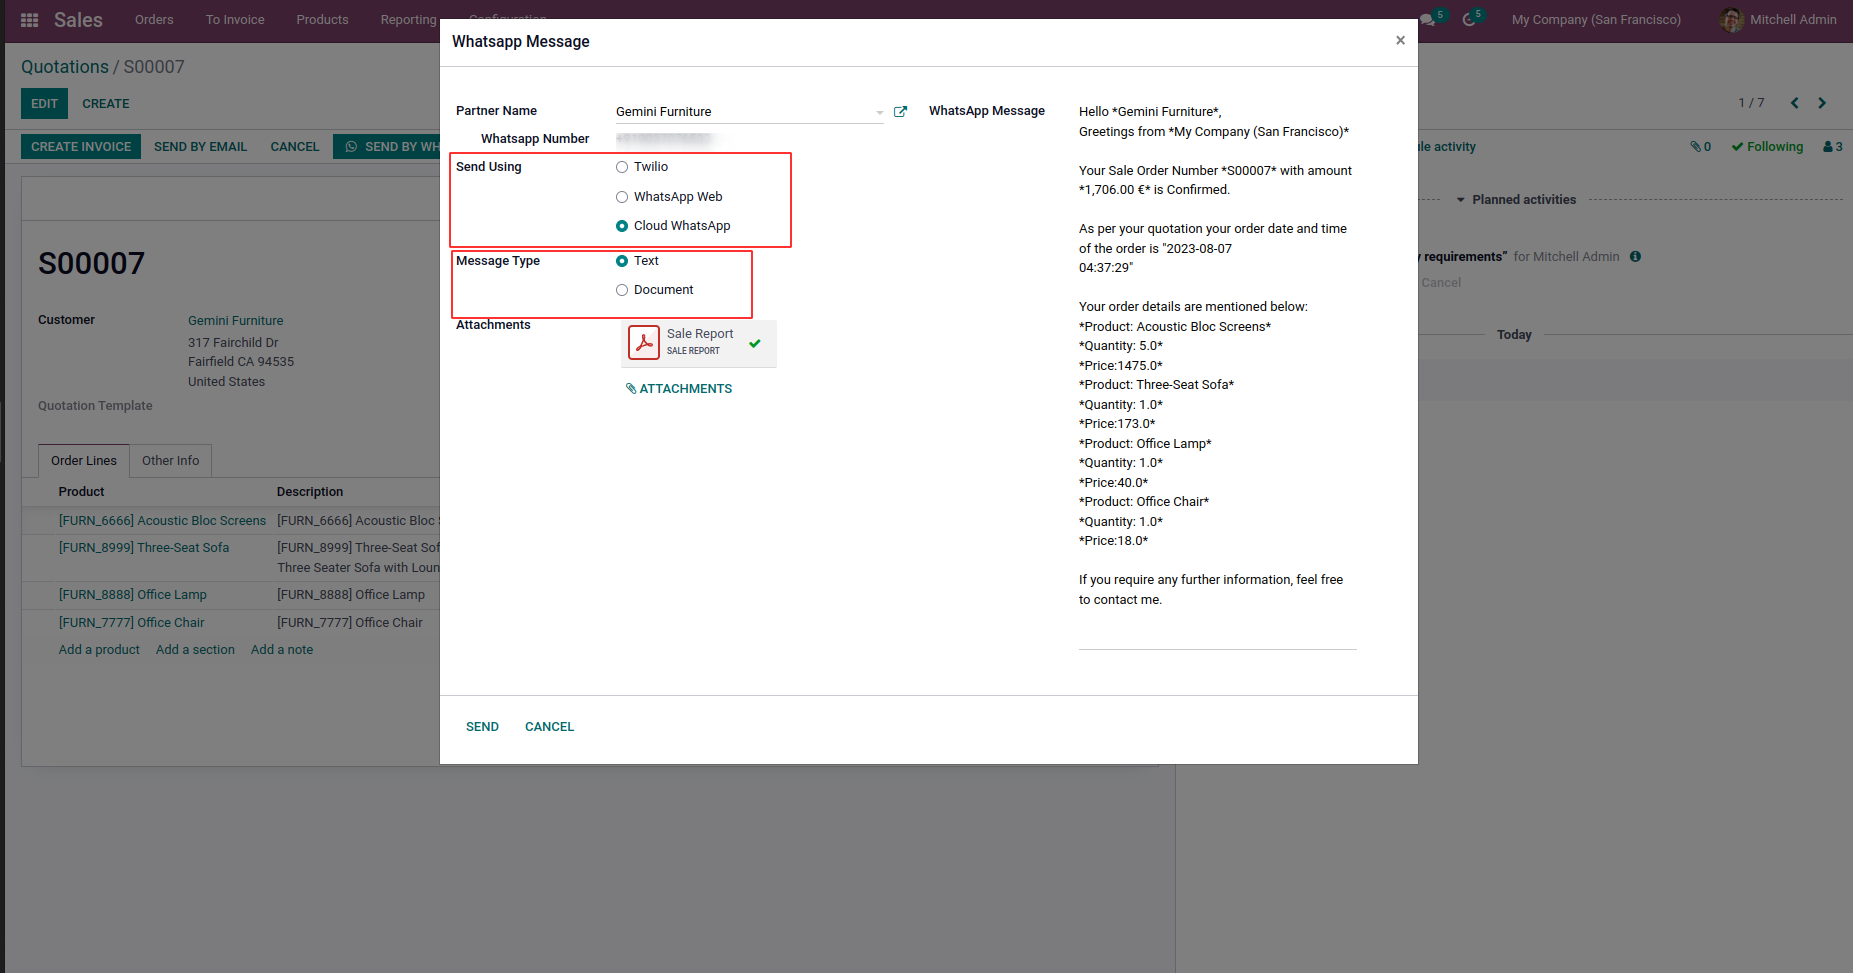 Sales
Orders
To Invoice
Products
Reporting
Configuration
5
5
My Company (San Francisco)
Mitchell Admin
Quotations / S00007
EDIT
CREATE
1 / 7
CREATE INVOICE
SEND BY EMAIL
CANCEL
SEND BY WH
le activity
0
Following
3
Planned activities
y requirements”
for Mitchell Admin
Cancel
Today
S00007
Customer
Gemini Furniture
317 Fairchild Dr
Fairfield CA 94535
United States
Quotation Template
Order Lines
Other Info
Product
Description
[FURN_6666] Acoustic Bloc Screens
[FURN_6666] Acoustic Bloc
[FURN_8999] Three-Seat Sofa
[FURN_8999] Three-Seat Sof
Three Seater Sofa with Loun
[FURN_8888] Office Lamp
[FURN_8888] Office Lamp
[FURN_7777] Office Chair
[FURN_7777] Office Chair
Add a product
Add a section
Add a note
Whatsapp Message
×
Partner Name
Gemini Furniture
Whatsapp Number
Send Using
Twilio
WhatsApp Web
Cloud WhatsApp
Message Type
Text
Document
Attachments
Sale Report
SALE REPORT
ATTACHMENTS
WhatsApp Message
Hello *Gemini Furniture*,
Greetings from *My Company (San Francisco)*
Your Sale Order Number *S00007* with amount
*1,706.00 €* is Confirmed.
As per your quotation your order date and time
of the order is "2023-08-07
04:37:29"
Your order details are mentioned below:
*Product: Acoustic Bloc Screens*
*Quantity: 5.0*
*Price:1475.0*
*Product: Three-Seat Sofa*
*Quantity: 1.0*
*Price:173.0*
*Product: Office Lamp*
*Quantity: 1.0*
*Price:40.0*
*Product: Office Chair*
*Quantity: 1.0*
*Price:18.0*
If you require any further information, feel free
to contact me.
SEND
CANCEL